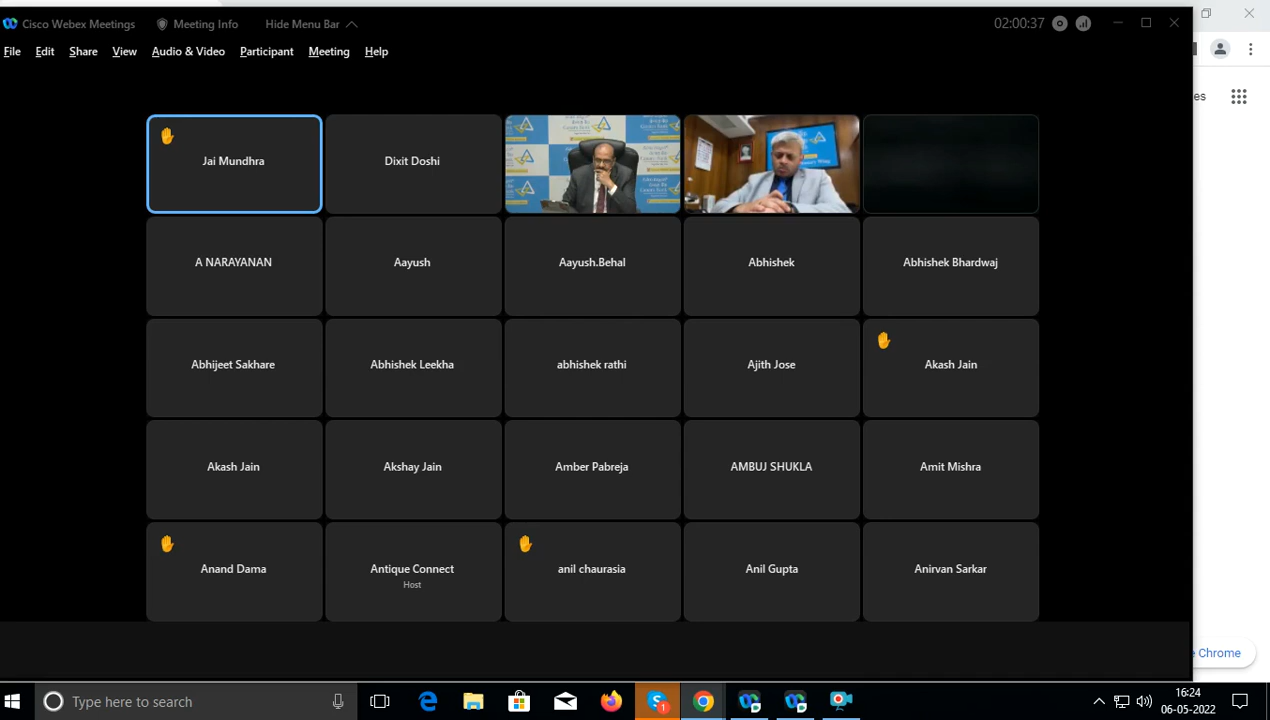 Cisco Webex Meetings
Meeting Info
Hide Menu Bar
02:00:37
File
Edit
Share
View
Audio & Video
Participant
Meeting
Help
es
Jai Mundhra
Dixit Doshi
A NARAYANAN
Aayush
Aayush.Behal
Abhishek
Abhishek Bhardwaj
Abhijeet Sakhare
Abhishek Leekha
abhishek rathi
Ajith Jose
Akash Jain
Akash Jain
Akshay Jain
Amber Pabreja
AMBUJ SHUKLA
Amit Mishra
Anand Dama
Antique Connect
Host
anil chaurasia
Anil Gupta
Anirvan Sarkar
e Chrome
Type here to search
1
16:24
06-05-2022